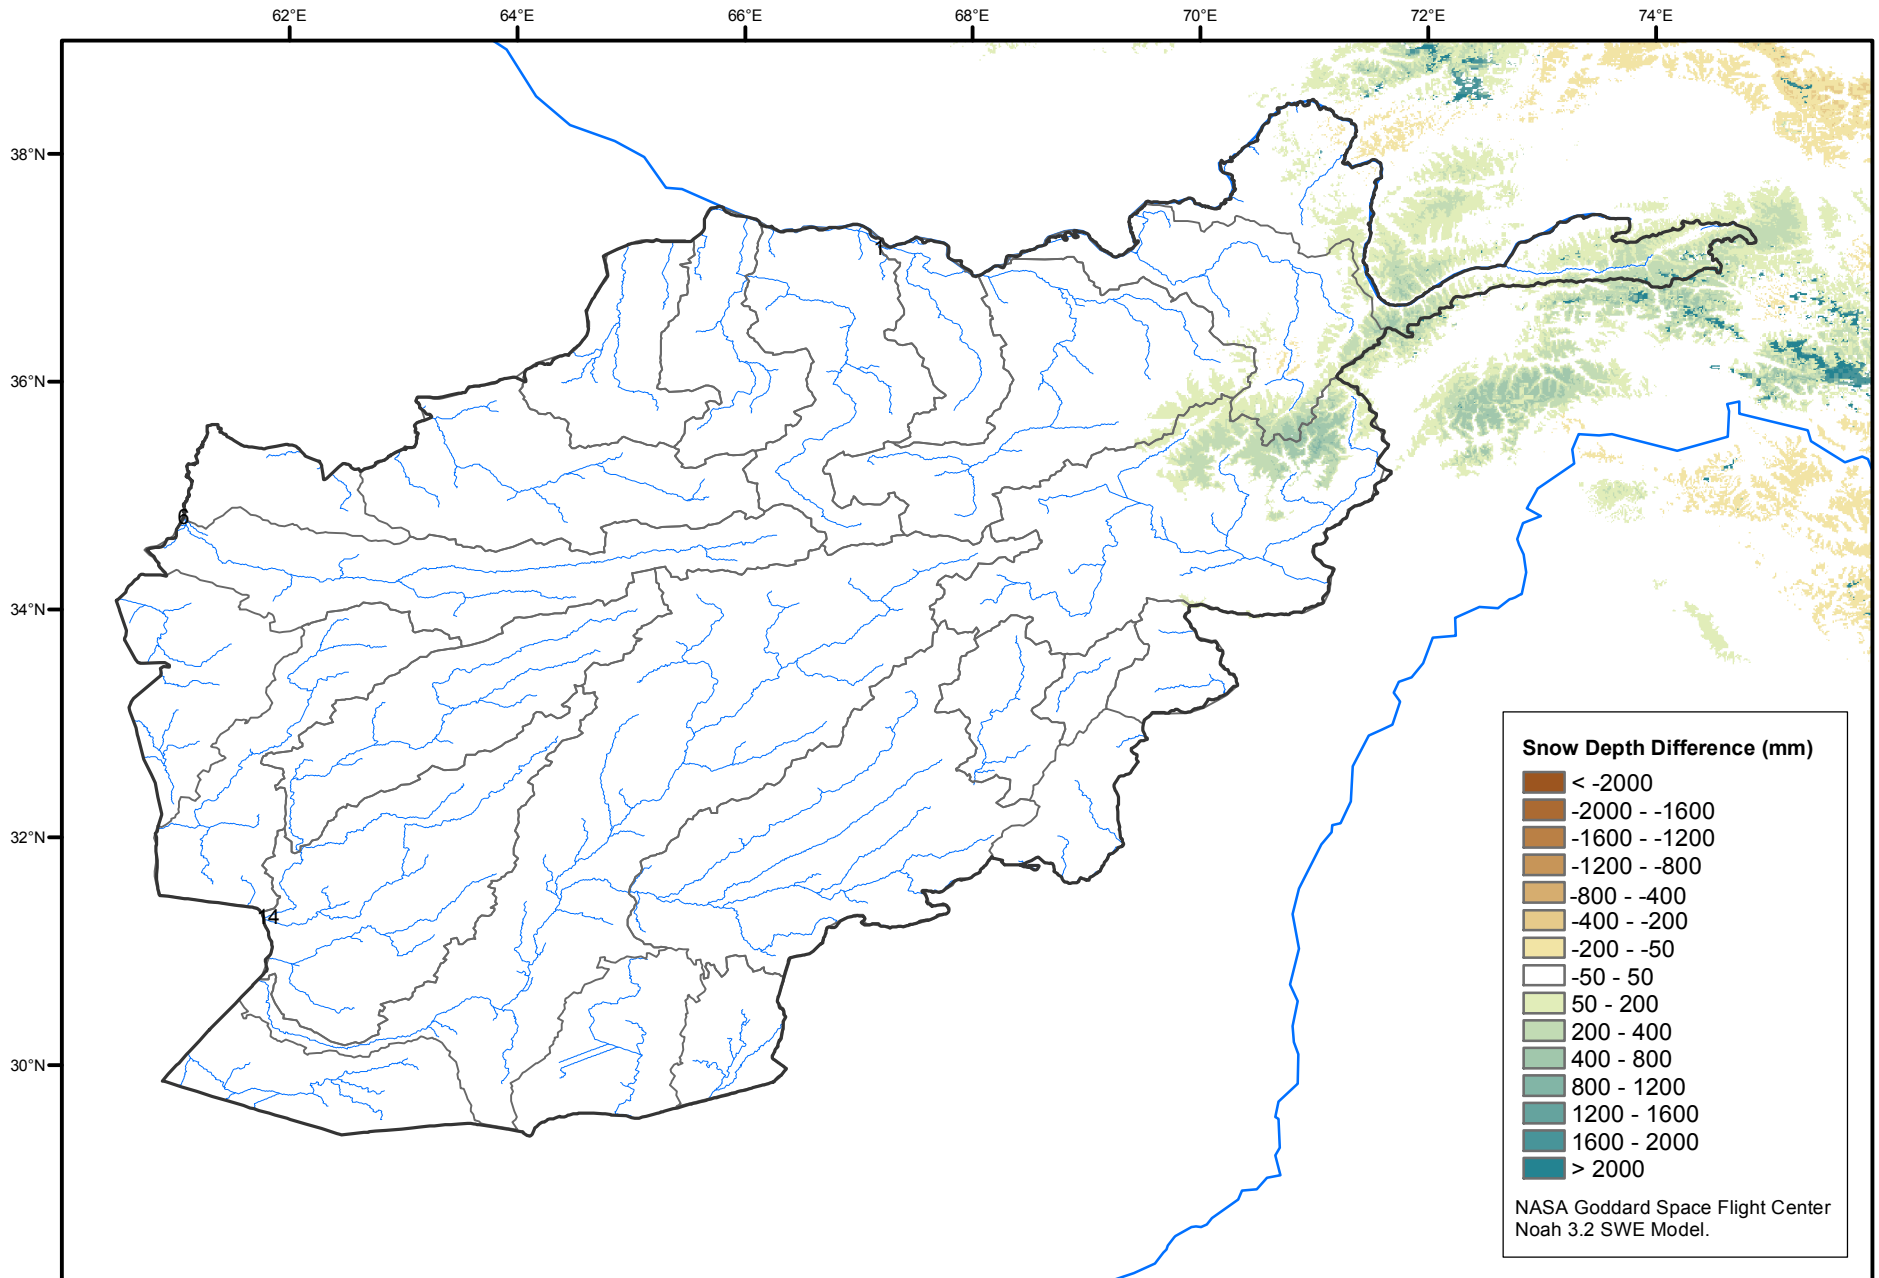 62°E 64°E 66°E 68°E 70°E 72°E 74°E
38°N
1
36°N
6
34°N
32°N
14
30°N
Snow Depth Difference (mm)
< -2000
-2000 - -1600
-1600 - -1200
-1200 - -800
-800 - -400
-400 - -200
-200 - -50
-50 - 50
50 - 200
200 - 400
400 - 800
800 - 1200
1200 - 1600
1600 - 2000
> 2000
NASA Goddard Space Flight Center
Noah 3.2 SWE Model.